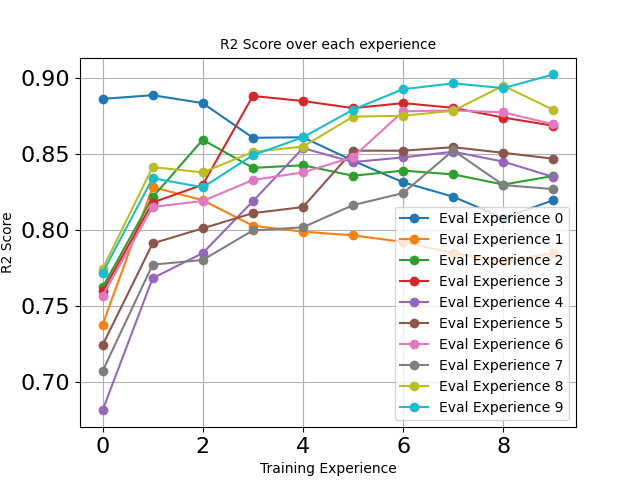 R2 Score over each experience
R2 Score
0.90
0.85
0.80
0.75
0.70
0
2
4
6
8
Training Experience
Eval Experience 0
Eval Experience 1
Eval Experience 2
Eval Experience 3
Eval Experience 4
Eval Experience 5
Eval Experience 6
Eval Experience 7
Eval Experience 8
Eval Experience 9